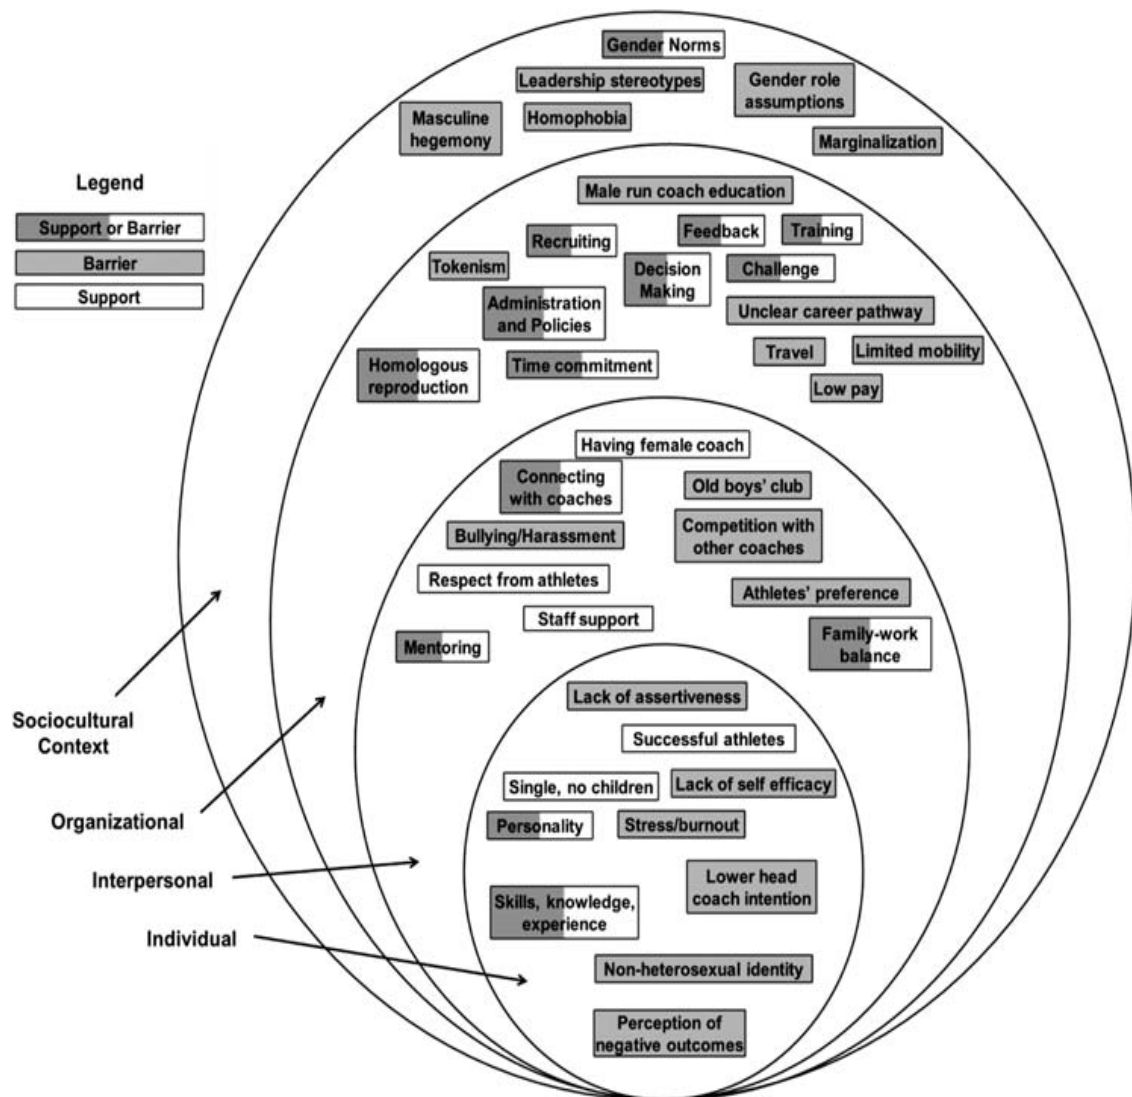 Gender Norms
Leadership stereotypes
Gender role
assumptions
Masculine
hegemony
Homophobia
Marginalization
Legend
Support or Barrier
Barrier
Support
Male run coach education
Recruiting
Feedback
Training
Tokenism
Decision
Making
Challenge
Administration
and Policies
Unclear career pathway
Homologous
reproduction
Time commitment
Travel
Limited mobility
Low pay
Having female coach
Connecting
with coaches
Old boys' club
Bullying/Harassment
Competition with
other coaches
Respect from athletes
Athletes' preference
Staff support
Mentoring
Family-work
balance
Lack of assertiveness
Successful athletes
Single, no children
Lack of self efficacy
Personality
Stress/burnout
Lower head
coach intention
Skills, knowledge,
experience
Non-heterosexual identity
Perception of
negative outcomes
Sociocultural
Context
Organizational
Interpersonal
Individual